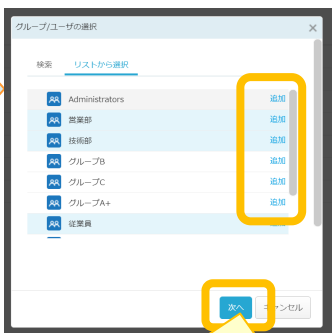 グループ/ユーザの選択 ×
検索 リストから選択
Administrators 追加
営業部 追加
技術部 追加
グループB 追加
グループC 追加
グループA+ 追加
従業員
次へ キャンセル